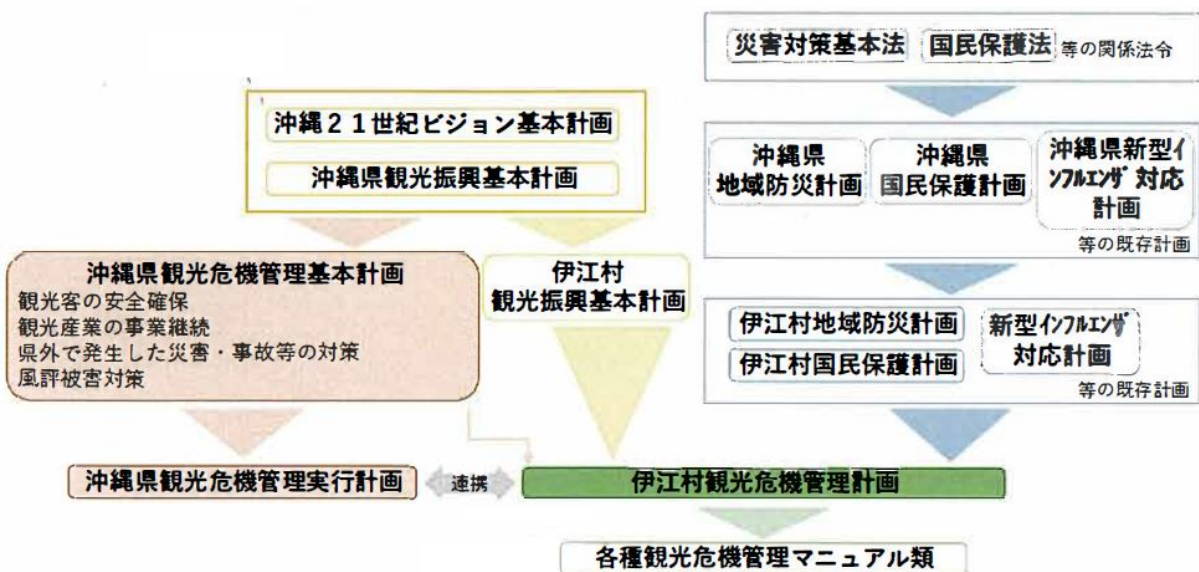 災害対策基本法 国民保護法 等の関係法令
沖縄21世紀ビジョン基本計画
沖縄県観光振興基本計画
沖縄県
地域防災計画
沖縄県
国民保護計画
沖縄県新型イ
ンフルエンザ対応
計画
等の既存計画
沖縄県観光危機管理基本計画
観光客の安全確保
観光産業の事業継続
県外で発生した災害・事故等の対策
風評被害対策
伊江村
観光振興基本計画
伊江村地域防災計画
伊江村国民保護計画
新型インフルエンザ
対応計画
等の既存計画
沖縄県観光危機管理実行計画
連携
伊江村観光危機管理計画
各種観光危機管理マニュアル類